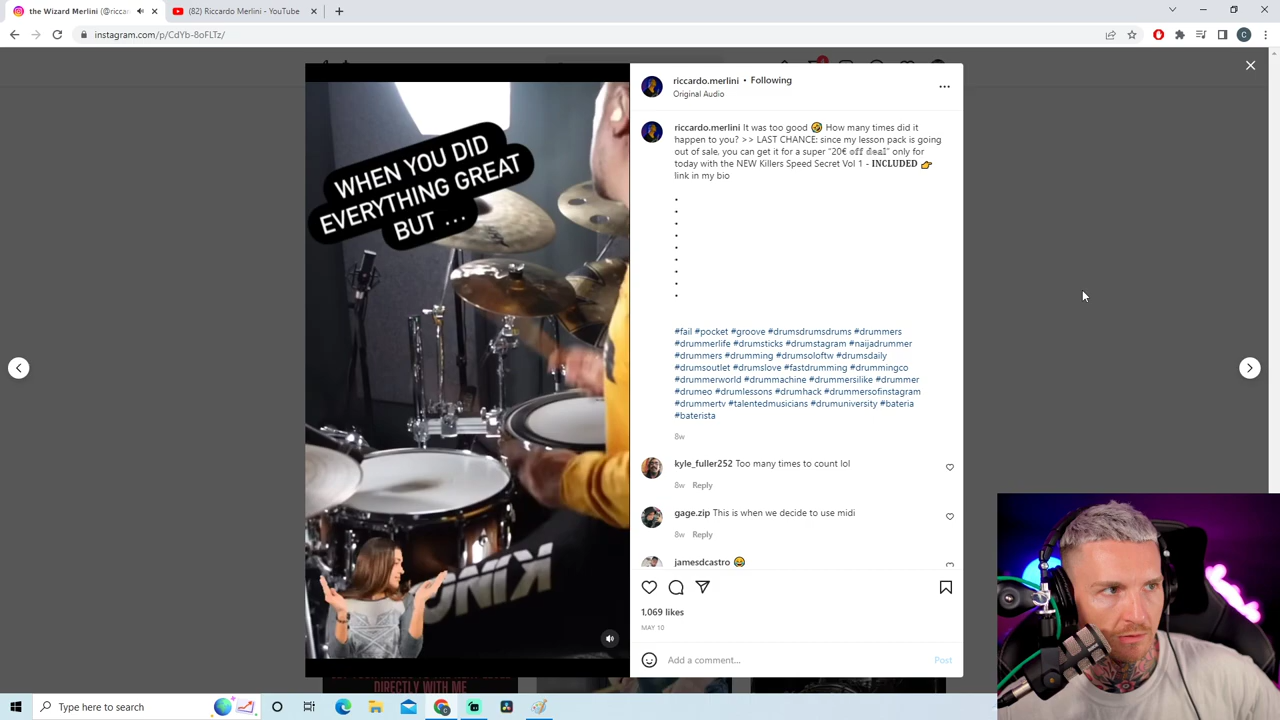 the Wizard Merlini (@riccar
(82) Riccardo Merlini - YouTube
instagram.com/p/CdYb-8oFLTz/
C
WHEN YOU DID
EVERYTHING GREAT
BUT ...
riccardo.merlini • Following
Original Audio
riccardo.merlini It was too good 🤣 How many times did it
happen to you? >> LAST CHANCE: since my lesson pack is going
out of sale, you can get it for a super "20€ 𝕠𝕗𝕗 𝕕𝕖𝕒𝕝" only for
today with the NEW Killers Speed Secret Vol 1 - 𝐈𝐍𝐂𝐋𝐔𝐃𝐄𝐃 👉
link in my bio
•
•
•
•
•
•
•
•
•
#fail #pocket #groove #drumsdrumsdrums #drummers
#drummerlife #drumsticks #drumstagram #naijadrummer
#drummers #drumming #drumsoloftw #drumsdaily
#drumsoutlet #drumslove #fastdrumming #drummingco
#drummerworld #drummachine #drummersilike #drummer
#drumeo #drumlessons #drumhack #drummersofinstagram
#drummertv #talentedmusicians #drumuniversity #bateria
#baterista
8w
kyle_fuller252 Too many times to count lol
8w Reply
gage.zip This is when we decide to use midi
8w Reply
jamesdcastro 😂
1,069 likes
MAY 10
Add a comment...
Post
DIRECTLY WITH ME
Type here to search